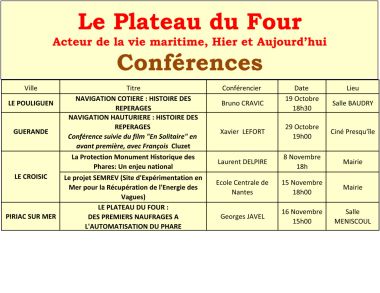 Le Plateau du Four
Acteur de la vie maritime, Hier et Aujourd'hui
Conférences
Ville Titre Conférencier Date Lieu
LE POULIGUEN
NAVIGATION COTIERE : HISTOIRE DES
REPERAGES
Bruno CRAVIC
19 Octobre
18h30
Salle BAUDRY
GUERANDE
NAVIGATION HAUTURIERE : HISTOIRE DES
REPERAGES
Conférence suivie du film "En Solitaire" en
avant première, avec François Cluzet
Xavier LEFORT
29 Octobre
19h00
Ciné Presqu'île
LE CROISIC
La Protection Monument Historique des
Phares: Un enjeu national
Laurent DELPIRE
8 Novembre
18h
Mairie
Le projet SEMREV (Site d'Expérimentation en
Mer pour la Récupération de l'Energie des
Vagues)
Ecole Centrale de
Nantes
15 Novembre
18h00
Mairie
PIRIAC SUR MER
LE PLATEAU DU FOUR :
DES PREMIERS NAUFRAGES A
L'AUTOMATISATION DU PHARE
Georges JAVEL
16 Novembre
15h00
Salle
MENISCOUL